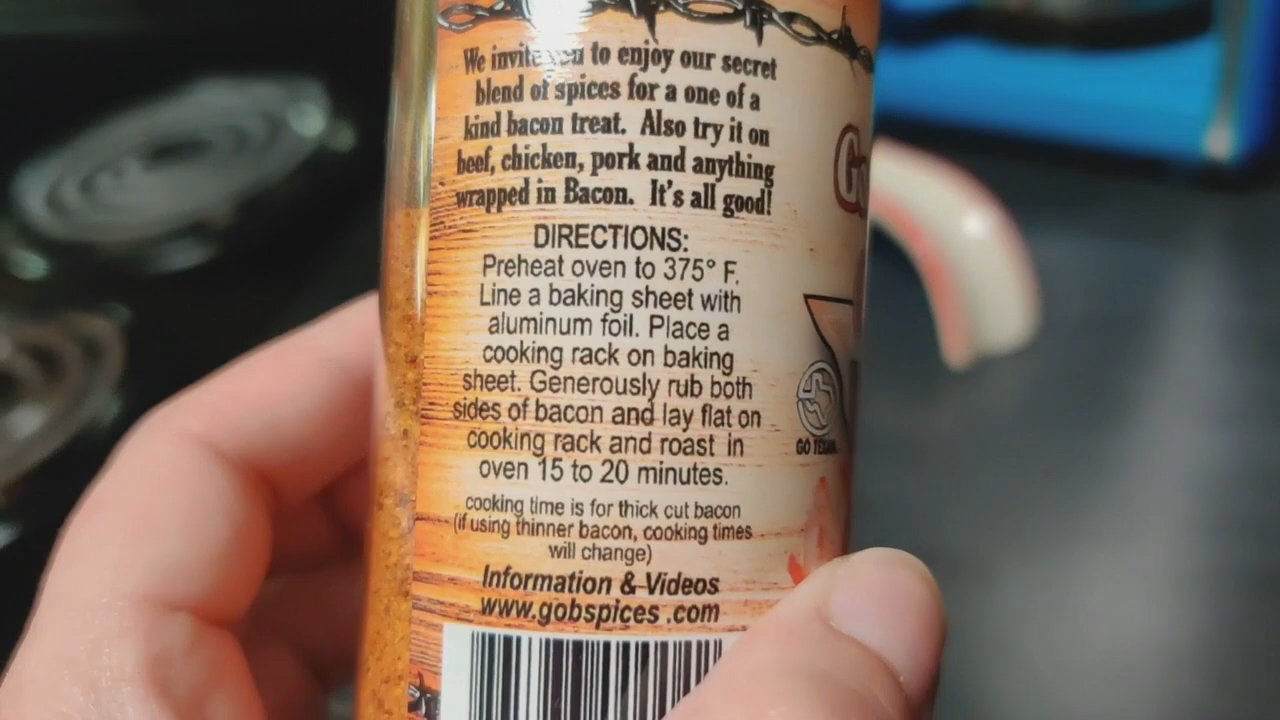 We invite you to enjoy our secret
blend of spices for a one of a
kind bacon treat. Also try it on
beef, chicken, pork and anything
wrapped in Bacon. It's all good!
DIRECTIONS:
Preheat oven to 375° F.
Line a baking sheet with
aluminum foil. Place a
cooking rack on baking
sheet. Generously rub both
sides of bacon and lay flat on
cooking rack and roast in
oven 15 to 20 minutes.
cooking time is for thick cut bacon
(if using thinner bacon, cooking times
will change)
Information & Videos
www.gobspices .com
GO